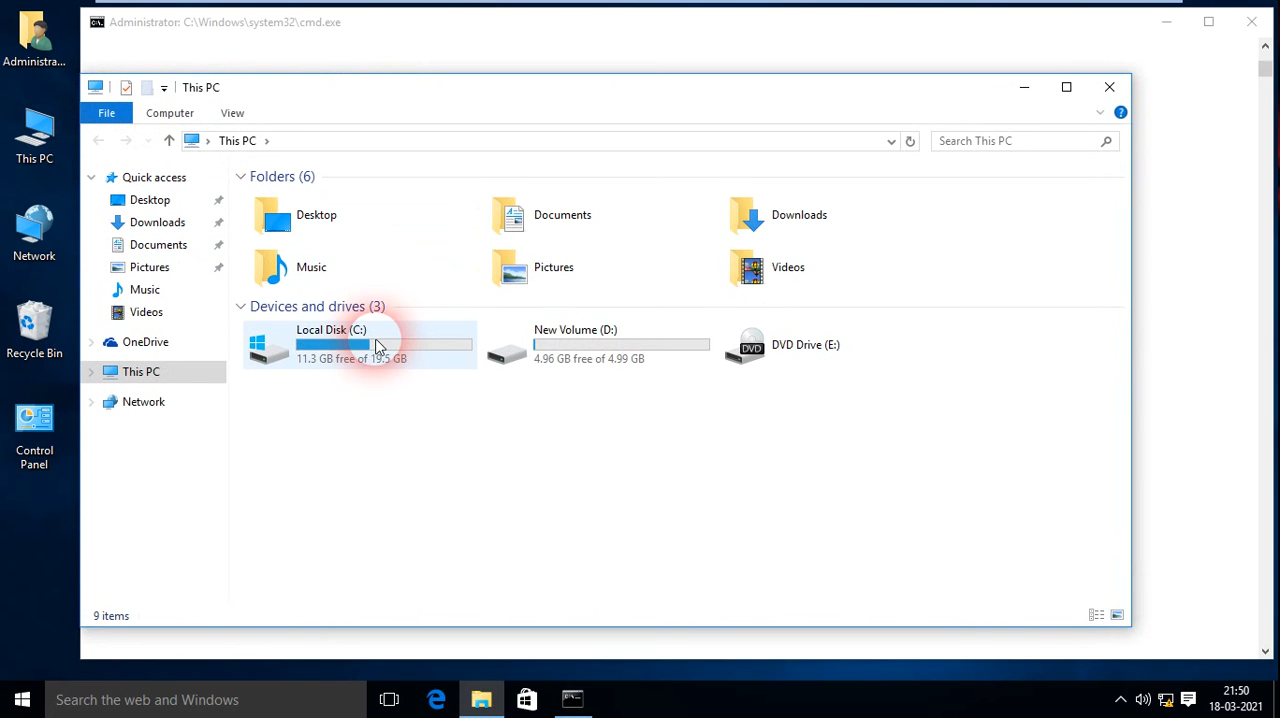 Administrator: C:\Windows\system32\cmd.exe
Administra...
This PC
File
Computer
View
This PC
Search This PC
This PC
Network
Recycle Bin
Control
Panel
Quick access
Desktop
Downloads
Documents
Pictures
Music
Videos
OneDrive
This PC
Network
Folders (6)
Desktop
Documents
Downloads
Music
Pictures
Videos
Devices and drives (3)
Local Disk (C:)
11.3 GB free of 19.5 GB
New Volume (D:)
4.96 GB free of 4.99 GB
DVD
DVD Drive (E:)
9 items
Search the web and Windows
21:50
18-03-2021